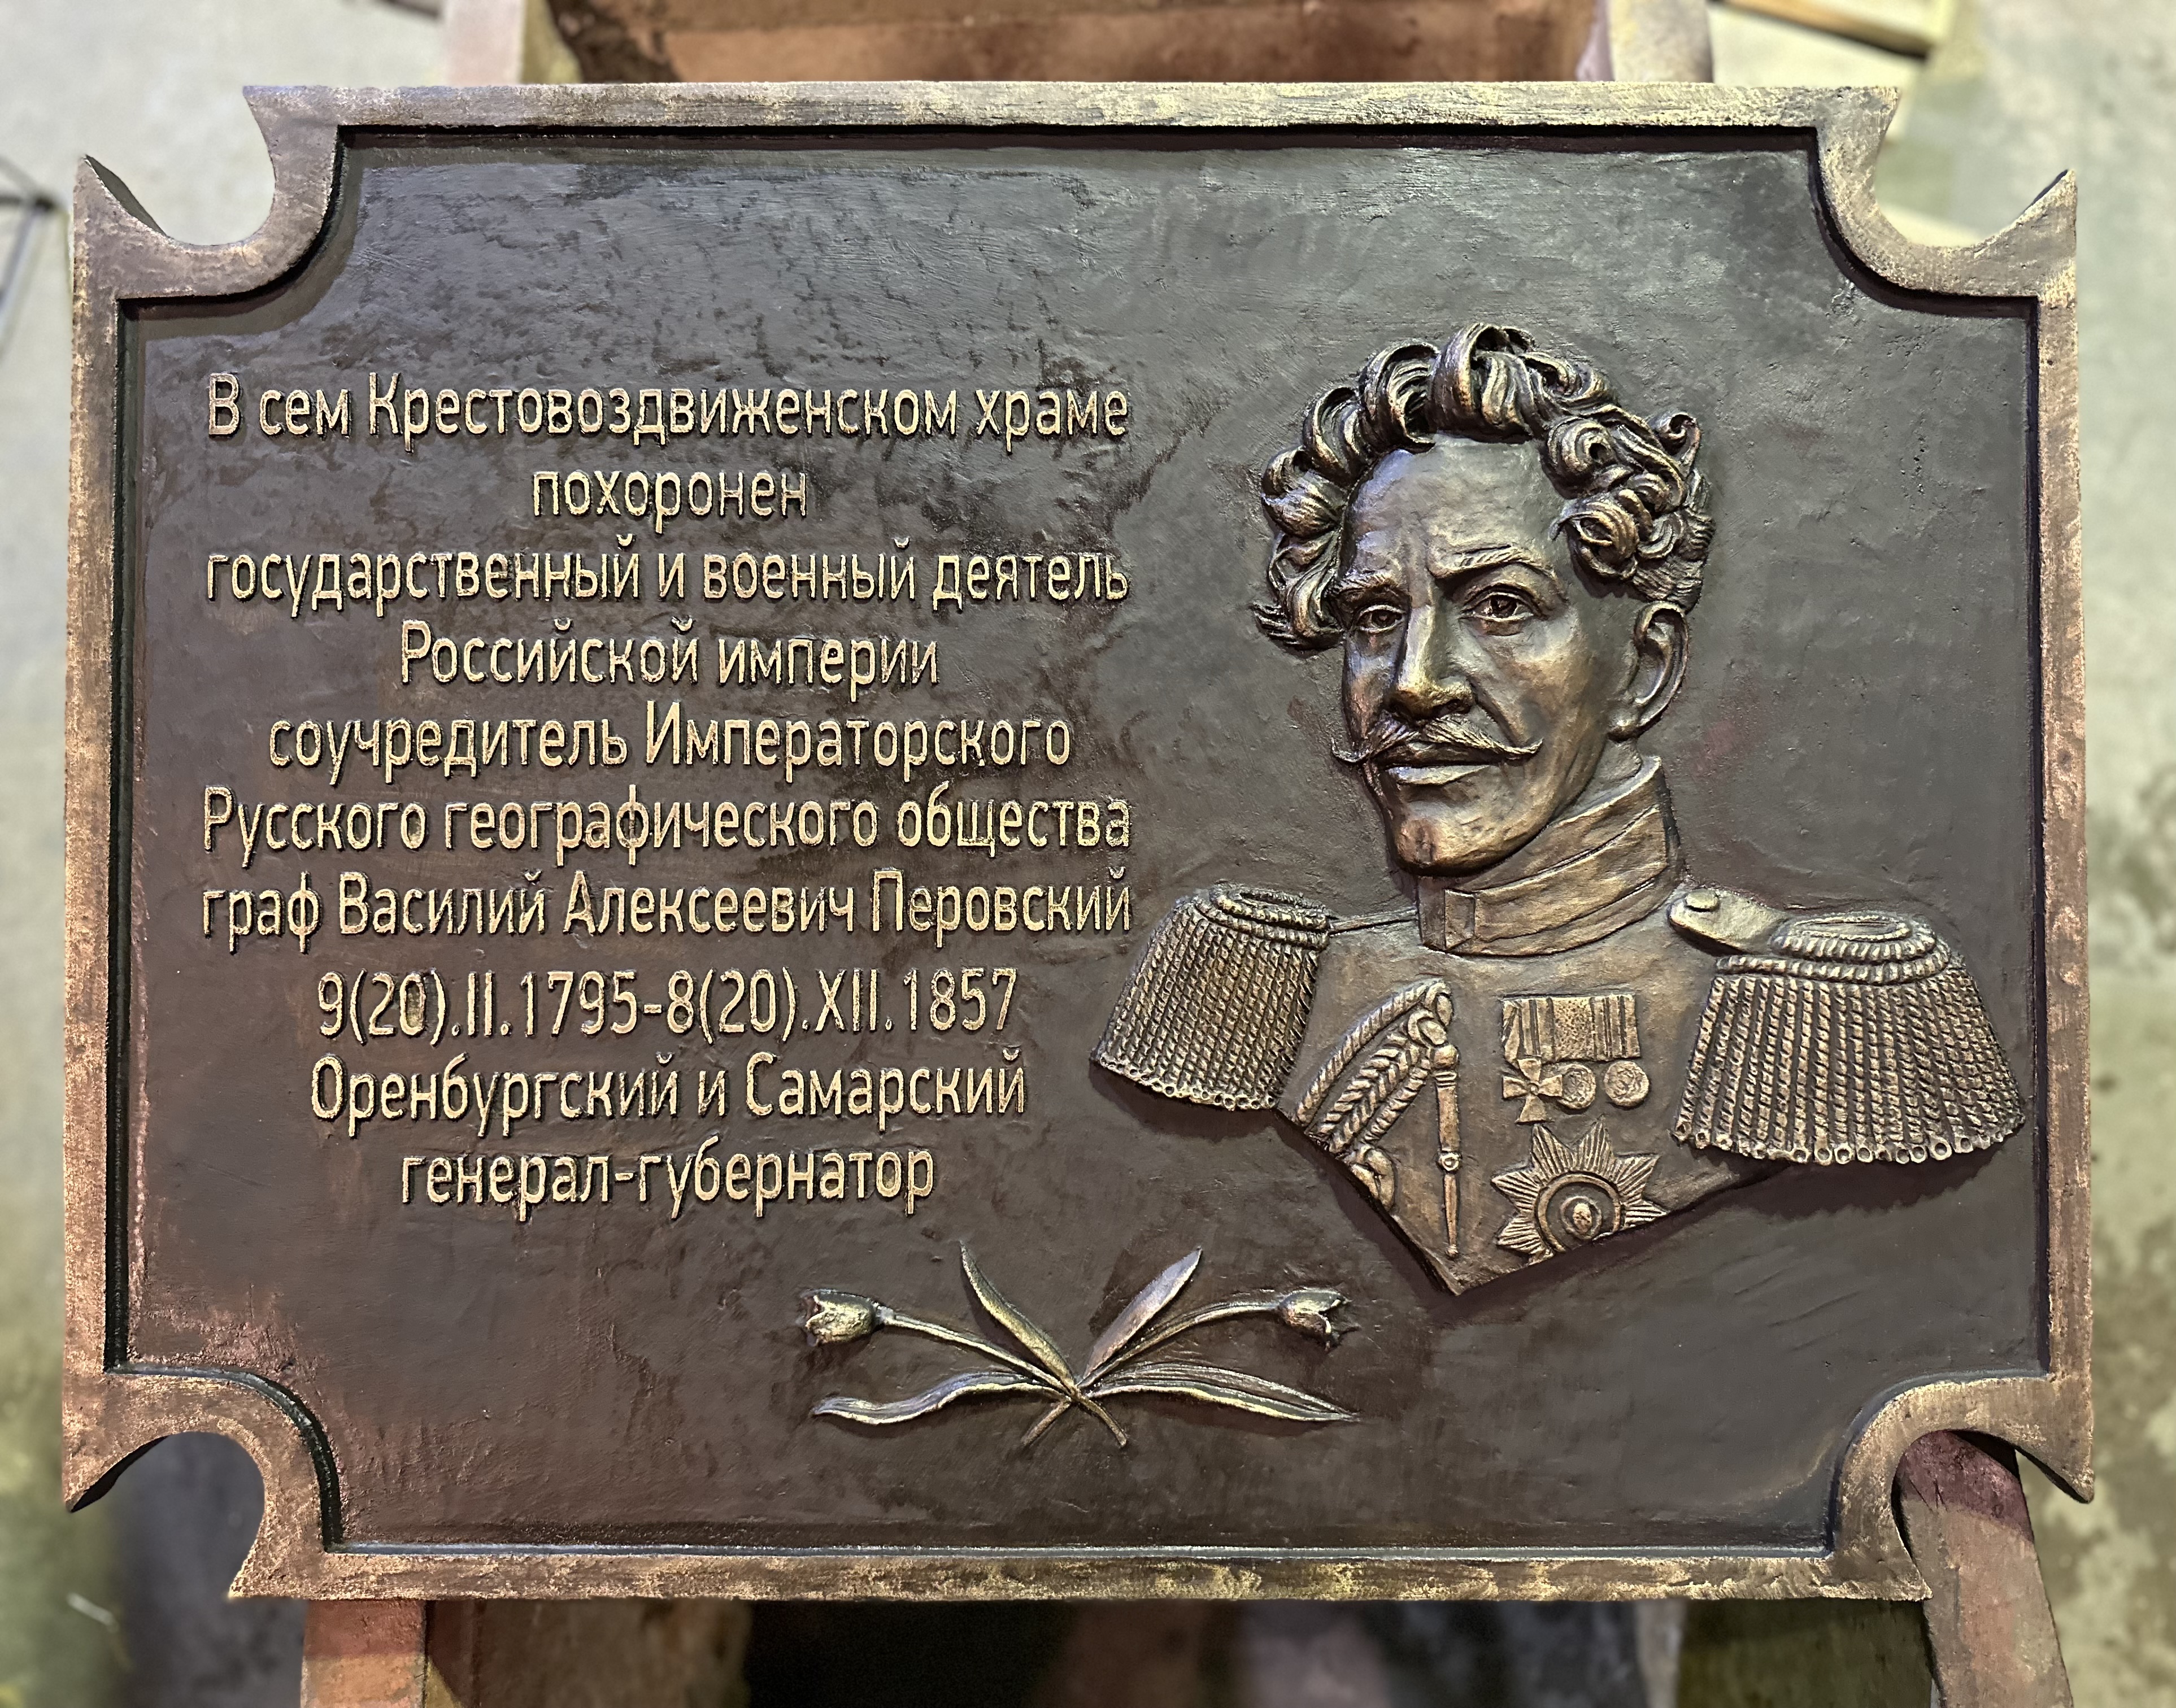 В сем Крестовоздвиженском храме
похоронен
государственный и военный деятель
Российской империи
соучредитель Императорского
Русского географического общества
граф Василий Алексеевич Перовский
9(20).II.1795-8(20).XII.1857
Оренбургский и Самарский
генерал-губернатор